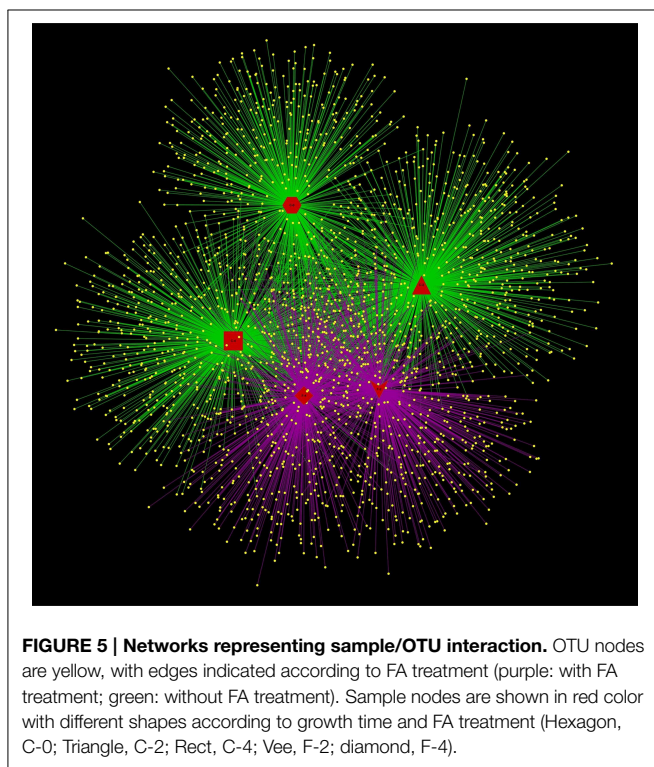 FIGURE 5 | Networks representing sample/OTU interaction. OTU nodes
are yellow, with edges indicated according to FA treatment (purple: with FA
treatment; green: without FA treatment). Sample nodes are shown in red color
with different shapes according to growth time and FA treatment (Hexagon,
C-0; Triangle, C-2; Rect, C-4; Vee, F-2; diamond, F-4).